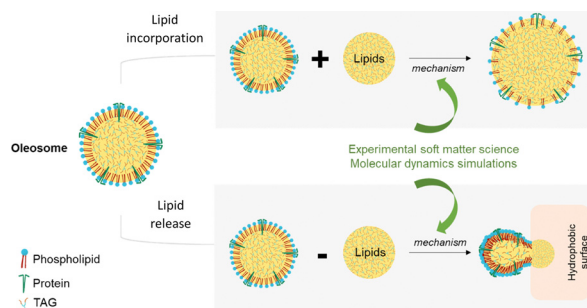 Lipid
incorporation
+
Lipids
mechanism
Oleosome
Experimental soft matter science
Molecular dynamics simulations
Lipid
release
-
Lipids
mechanism
Hydrophobic
surface
Phospholipid
Protein
TAG